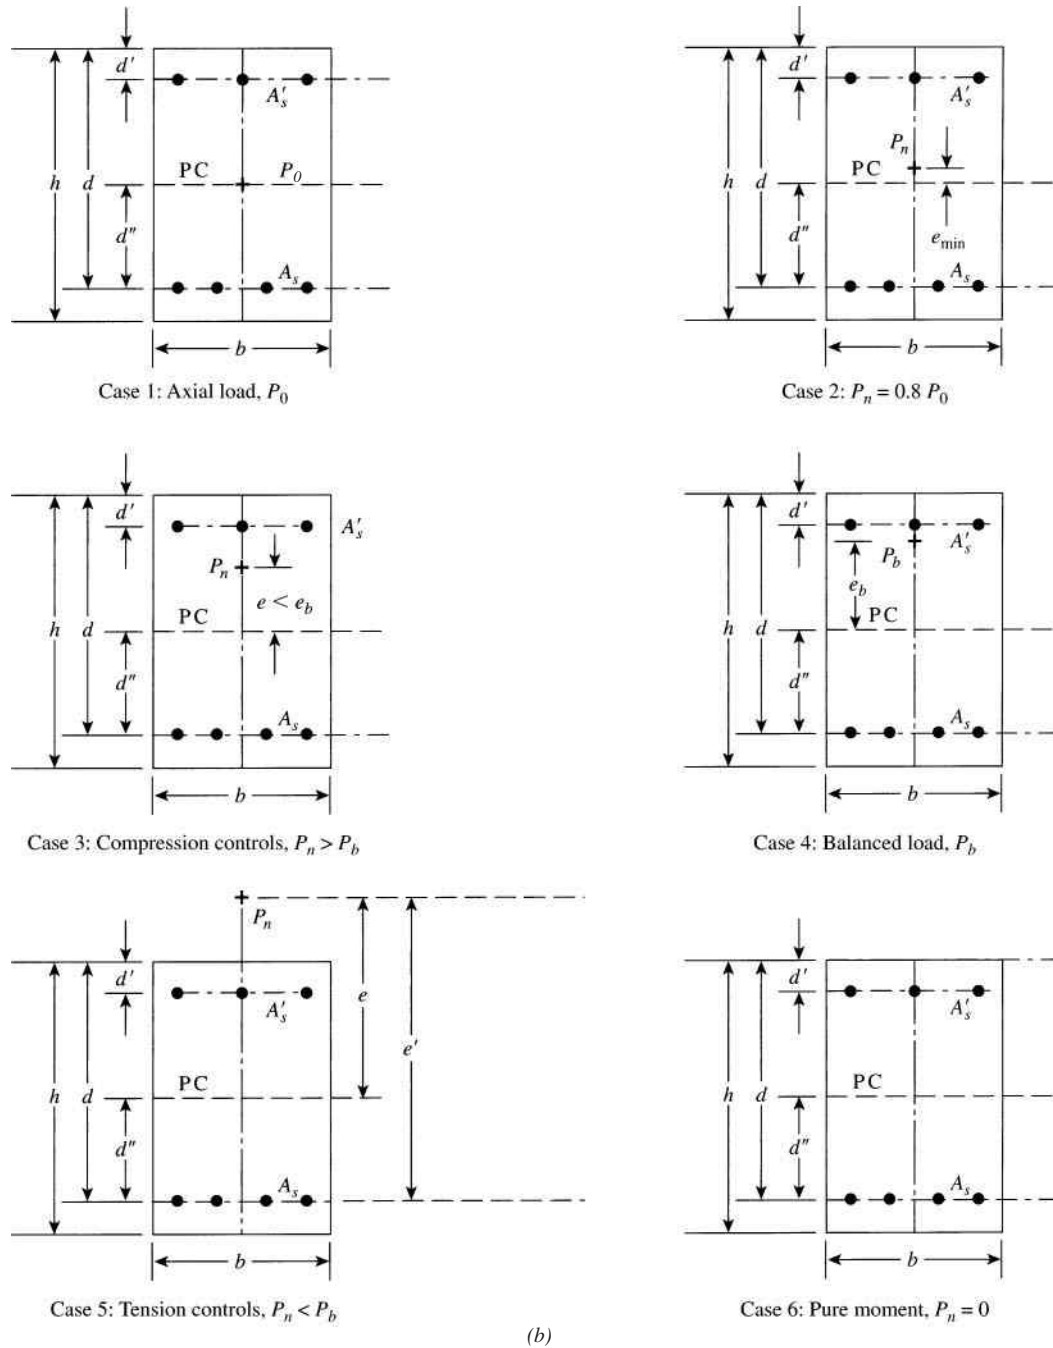 d'
A's
h
d
PC
P0
d"
As
b
Case 1: Axial load, P0
d'
A's
Pn
h
d
PC
d"
emin
As
b
Case 2: Pn = 0.8 P0
d'
A's
Pn
e < eb
h
d
PC
d"
As
b
Case 3: Compression controls, Pn > Pb
d'
A's
Pb
eb
h
d
PC
d"
As
b
Case 4: Balanced load, Pb
Pn
d'
A's
e
e'
h
d
PC
d"
As
b
Case 5: Tension controls, Pn < Pb
d'
A's
h
d
PC
d"
As
b
Case 6: Pure moment, Pn = 0
(b)